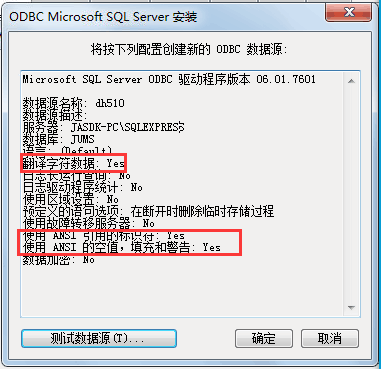 ODBC Microsoft SQL Server 安装
将按下列配置创建新的 ODBC 数据源:
Microsoft SQL Server ODBC 驱动程序版本 06.01.7601
数据源名称: dh510
数据源描述:
服务器: JASDK-PC\SQLEXPRESS
数据库: JUMS
语言: (Default)
翻译字符数据: Yes
日志长运行查询: No
日志驱动程序统计: No
使用区域设置: No
预定义的语句选项: 在断开时删除临时存储过程
使用故障转移服务器: No
使用 ANSI 引用的标识符: Yes
使用 ANSI 的空值, 填充和警告: Yes
数据加密: No
测试数据源(T)...
确定
取消